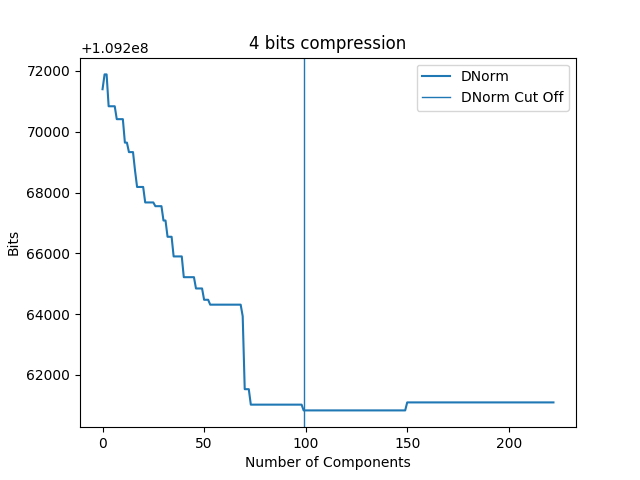 4 bits compression
+1.092e8
72000
70000
68000
66000
64000
62000
Bits
DNorm
DNorm Cut Off
0 50 100 150 200
Number of Components